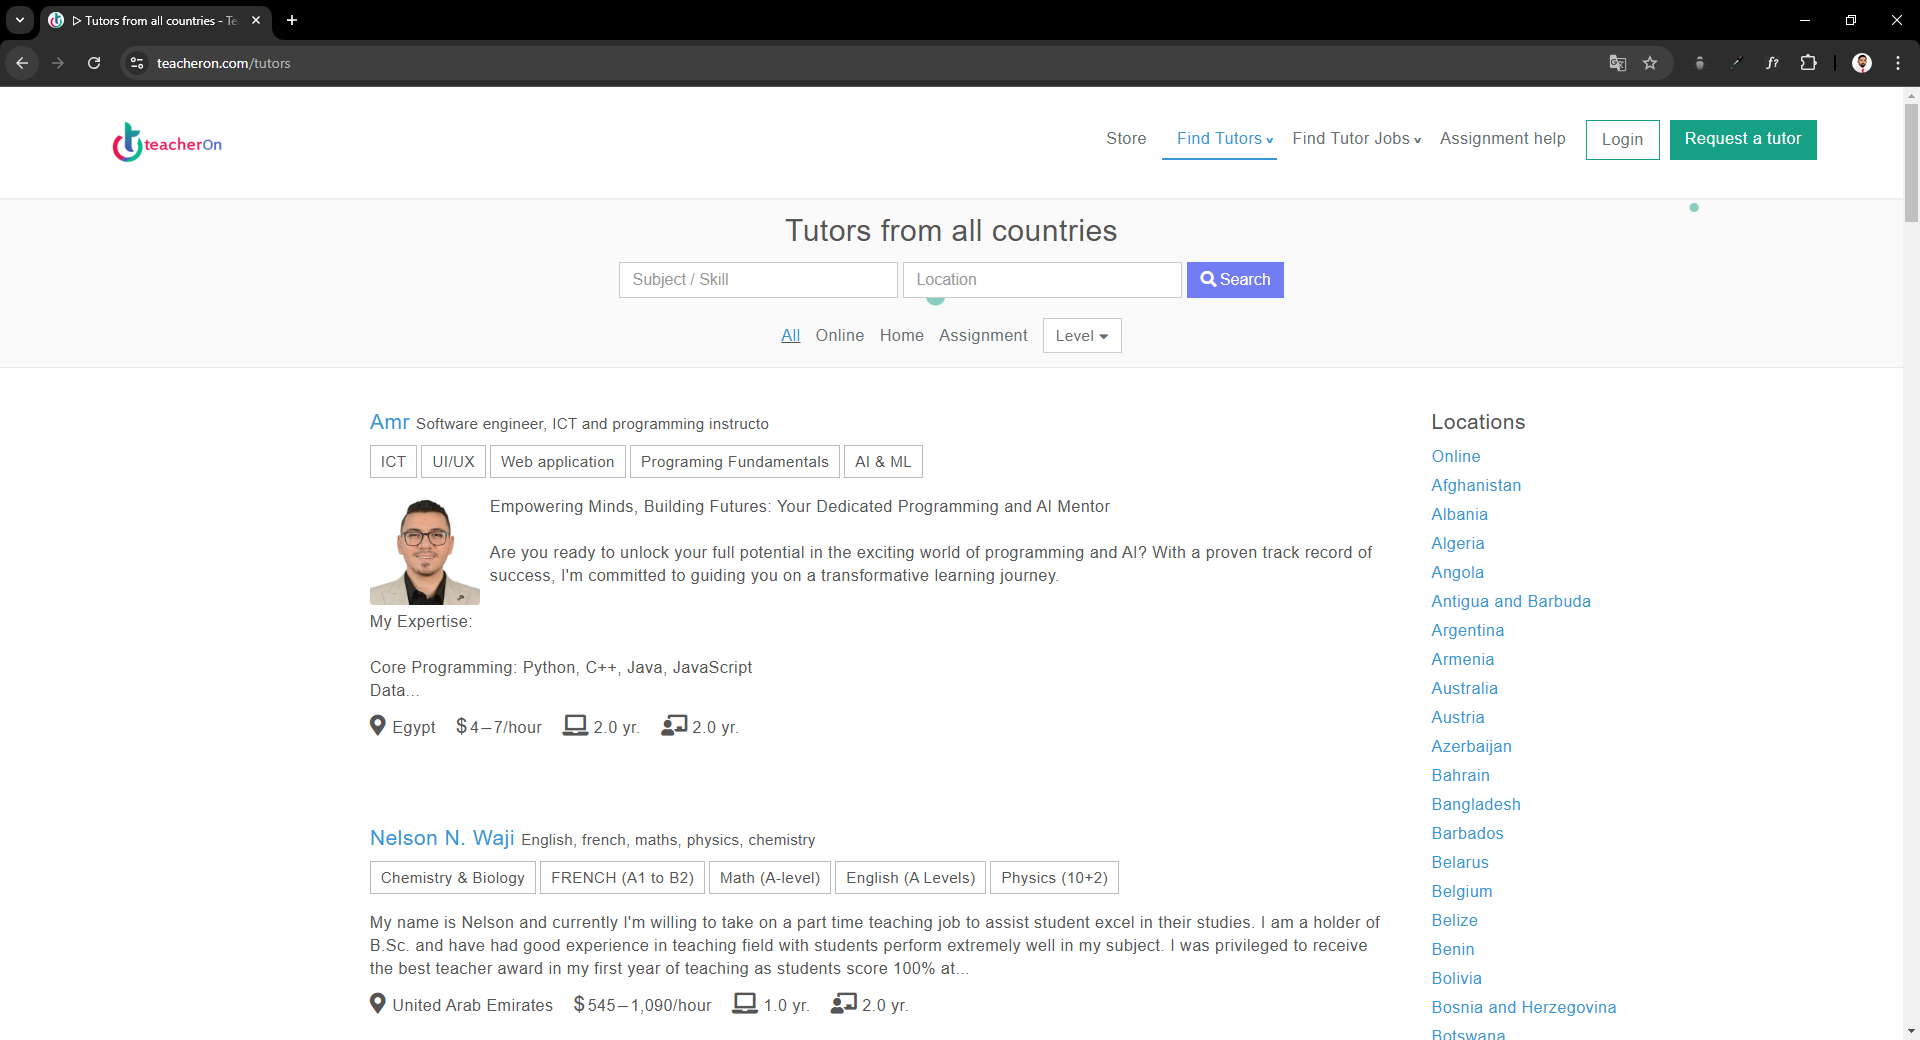 ▷ Tutors from all countries - Te
teacheron.com/tutors
teacherOn
Store
Find Tutors
Find Tutor Jobs
Assignment help
Login
Request a tutor
Tutors from all countries
Subject / Skill
Location
Search
All
Online
Home
Assignment
Level
Amr Software engineer, ICT and programming instructo
ICT
UI/UX
Web application
Programing Fundamentals
AI & ML
Empowering Minds, Building Futures: Your Dedicated Programming and AI Mentor
Are you ready to unlock your full potential in the exciting world of programming and AI? With a proven track record of
success, I'm committed to guiding you on a transformative learning journey.
My Expertise:
Core Programming: Python, C++, Java, JavaScript
Data...
Egypt $4–7/hour 2.0 yr. 2.0 yr.
Nelson N. Waji English, french, maths, physics, chemistry
Chemistry & Biology
FRENCH (A1 to B2)
Math (A-level)
English (A Levels)
Physics (10+2)
My name is Nelson and currently I'm willing to take on a part time teaching job to assist student excel in their studies. I am a holder of
B.Sc. and have had good experience in teaching field with students perform extremely well in my subject. I was privileged to receive
the best teacher award in my first year of teaching as students score 100% at...
United Arab Emirates $545–1,090/hour 1.0 yr. 2.0 yr.
Locations
Online
Afghanistan
Albania
Algeria
Angola
Antigua and Barbuda
Argentina
Armenia
Australia
Austria
Azerbaijan
Bahrain
Bangladesh
Barbados
Belarus
Belgium
Belize
Benin
Bolivia
Bosnia and Herzegovina
Botswana